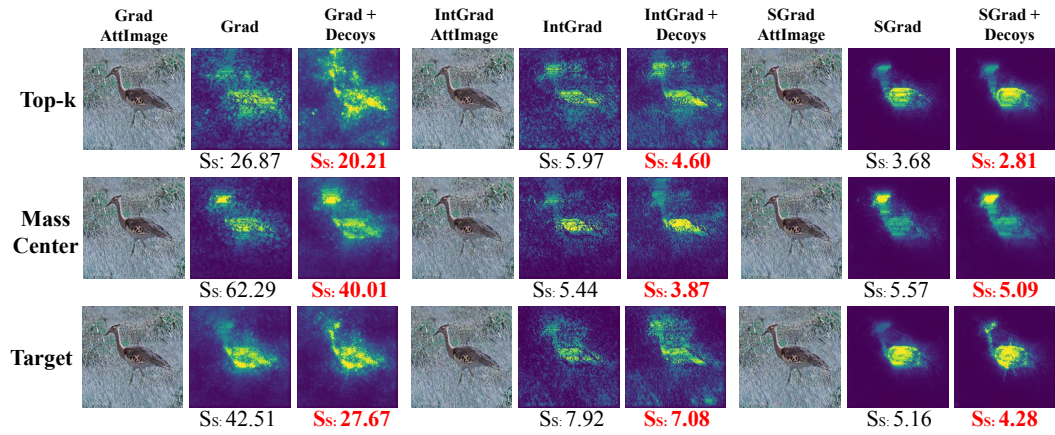 Grad AttImage Grad Grad + Decoys IntGrad AttImage IntGrad IntGrad + Decoys SGrad AttImage SGrad SGrad + Decoys
Top-k
Ss: 26.87 Ss: 20.21 Ss: 5.97 Ss: 4.60 Ss: 3.68 Ss: 2.81
Mass Center
Ss: 62.29 Ss: 40.01 Ss: 5.44 Ss: 3.87 Ss: 5.57 Ss: 5.09
Target
Ss: 42.51 Ss: 27.67 Ss: 7.92 Ss: 7.08 Ss: 5.16 Ss: 4.28